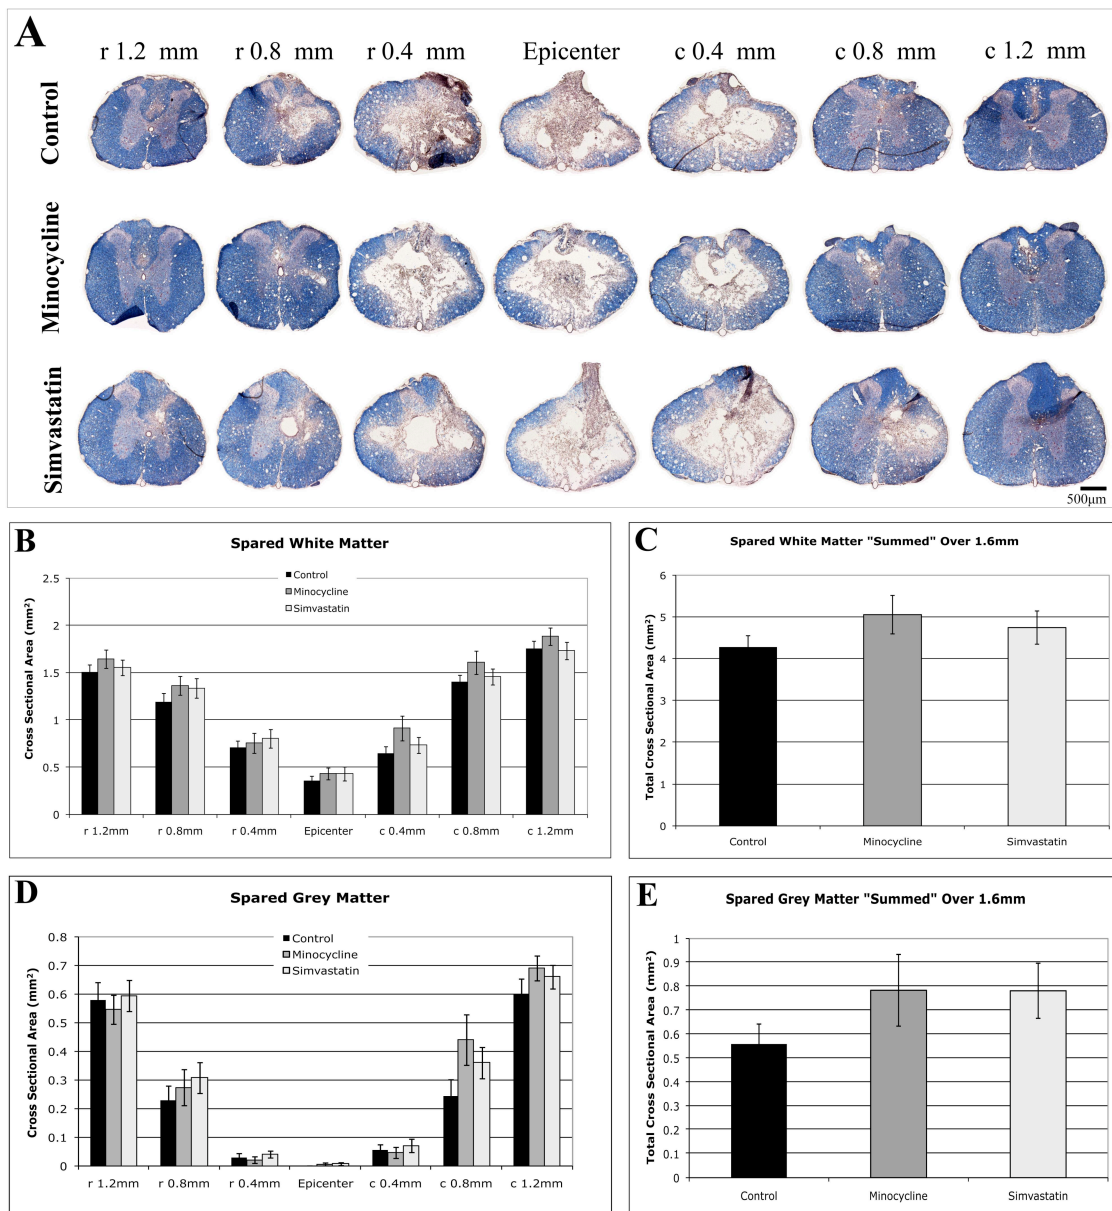 A
r 1.2 mm r 0.8 mm r 0.4 mm Epicenter c 0.4 mm c 0.8 mm c 1.2 mm
Control
Minocycline
Simvastatin
500μm
B
Spared White Matter
Control
Minocycline
Simvastatin
Cross Sectional Area (mm²)
2.5
2
1.5
1
0.5
0
r 1.2mm r 0.8mm r 0.4mm Epicenter c 0.4mm c 0.8mm c 1.2mm
C
Spared White Matter "Summed" Over 1.6mm
Total Cross Sectional Area (mm²)
6
5
4
3
2
1
0
Control Minocycline Simvastatin
D
Spared Grey Matter
Control
Minocycline
Simvastatin
Cross Sectional Area (mm²)
0.8
0.7
0.6
0.5
0.4
0.3
0.2
0.1
0
r 1.2mm r 0.8mm r 0.4mm Epicenter c 0.4mm c 0.8mm c 1.2mm
E
Spared Grey Matter "Summed" Over 1.6mm
Total Cross Sectional Area (mm²)
1
0.9
0.8
0.7
0.6
0.5
0.4
0.3
0.2
0.1
0
Control Minocycline Simvastatin